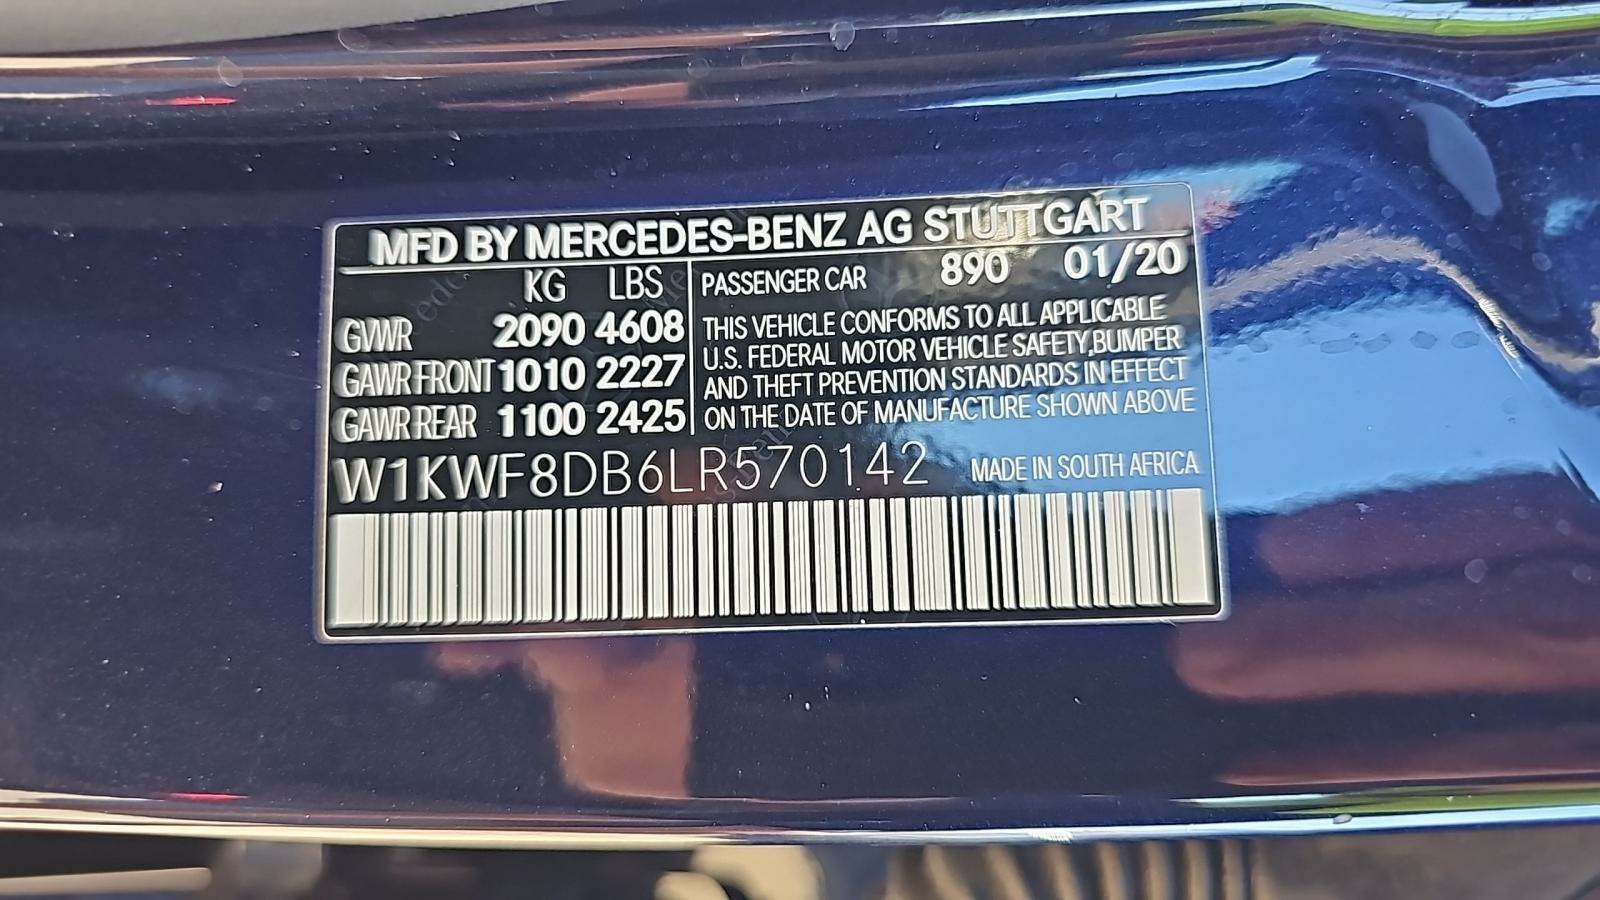 MFD BY MERCEDES-BENZ AG STUTTGART
KG LBS
GVWR 2090 4608
GAWR FRONT 1010 2227
GAWR REAR 1100 2425
PASSENGER CAR 890 01/20
THIS VEHICLE CONFORMS TO ALL APPLICABLE
U.S. FEDERAL MOTOR VEHICLE SAFETY,BUMPER
AND THEFT PREVENTION STANDARDS IN EFFECT
ON THE DATE OF MANUFACTURE SHOWN ABOVE
W1KWF8DB6LR570142 MADE IN SOUTH AFRICA